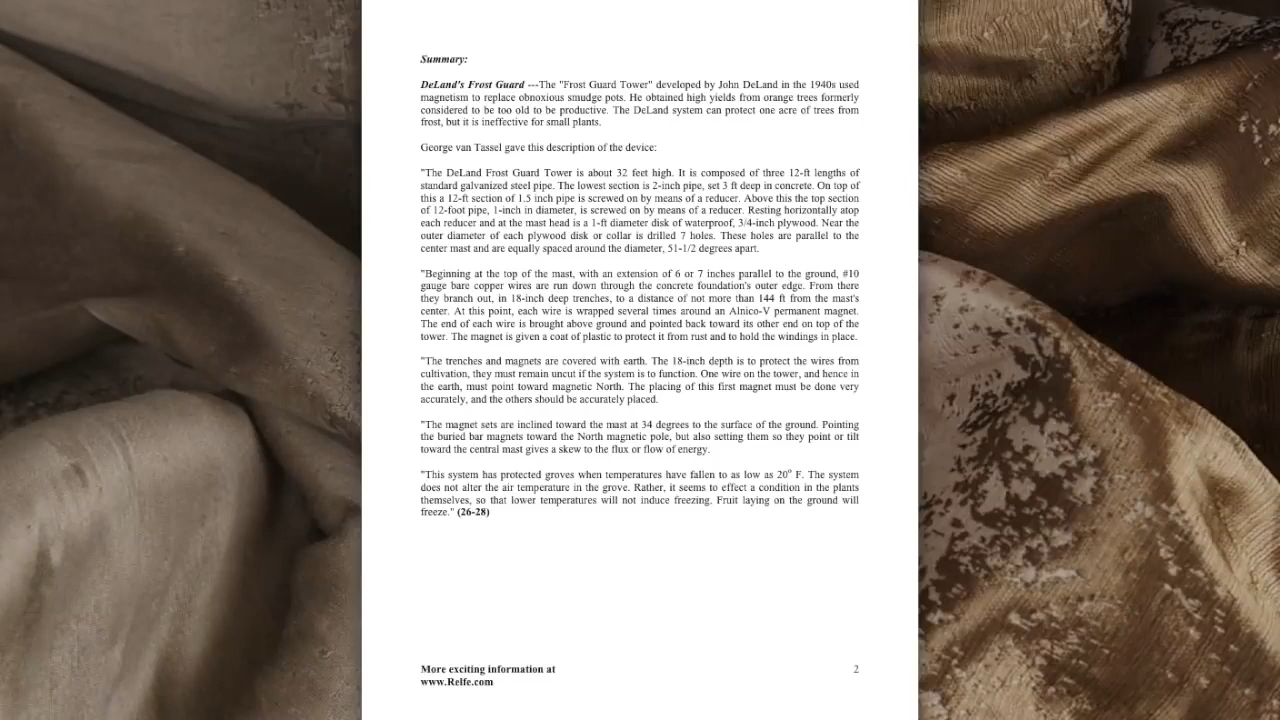 Summary:
DeLand's Frost Guard ---The "Frost Guard Tower" developed by John DeLand in the 1940s used
magnetism to replace obnoxious smudge pots. He obtained high yields from orange trees formerly
considered to be too old to be productive. The DeLand system can protect one acre of trees from
frost, but it is ineffective for small plants.
George van Tassel gave this description of the device:
"The DeLand Frost Guard Tower is about 32 feet high. It is composed of three 12-ft lengths of
standard galvanized steel pipe. The lowest section is 2-inch pipe, set 3 ft deep in concrete. On top of
this a 12-ft section of 1.5 inch pipe is screwed on by means of a reducer. Above this the top section
of 12-foot pipe, 1-inch in diameter, is screwed on by means of a reducer. Resting horizontally atop
each reducer and at the mast head is a 1-ft diameter disk of waterproof, 3/4-inch plywood. Near the
outer diameter of each plywood disk or collar is drilled 7 holes. These holes are parallel to the
center mast and are equally spaced around the diameter, 51-1/2 degrees apart.
"Beginning at the top of the mast, with an extension of 6 or 7 inches parallel to the ground, #10
gauge bare copper wires are run down through the concrete foundation's outer edge. From there
they branch out, in 18-inch deep trenches, to a distance of not more than 144 ft from the mast's
center. At this point, each wire is wrapped several times around an Alnico-V permanent magnet.
The end of each wire is brought above ground and pointed back toward its other end on top of the
tower. The magnet is given a coat of plastic to protect it from rust and to hold the windings in place.
"The trenches and magnets are covered with earth. The 18-inch depth is to protect the wires from
cultivation, they must remain uncut if the system is to function. One wire on the tower, and hence in
the earth, must point toward magnetic North. The placing of this first magnet must be done very
accurately, and the others should be accurately placed.
"The magnet sets are inclined toward the mast at 34 degrees to the surface of the ground. Pointing
the buried bar magnets toward the North magnetic pole, but also setting them so they point or tilt
toward the central mast gives a skew to the flux or flow of energy.
"This system has protected groves when temperatures have fallen to as low as 20° F. The system
does not alter the air temperature in the grove. Rather, it seems to effect a condition in the plants
themselves, so that lower temperatures will not induce freezing. Fruit laying on the ground will
freeze." (26-28)
More exciting information at 2
www.Relfe.com